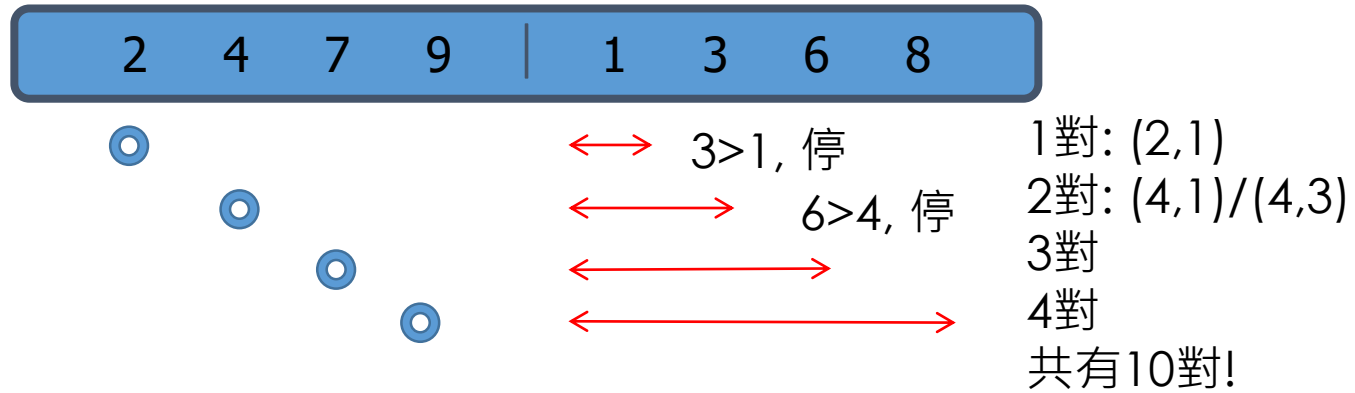 2 4 7 9 1 3 6 8
3>1, 停
1對: (2,1)
6>4, 停
2對: (4,1)/(4,3)
3對
4對
共有10對!